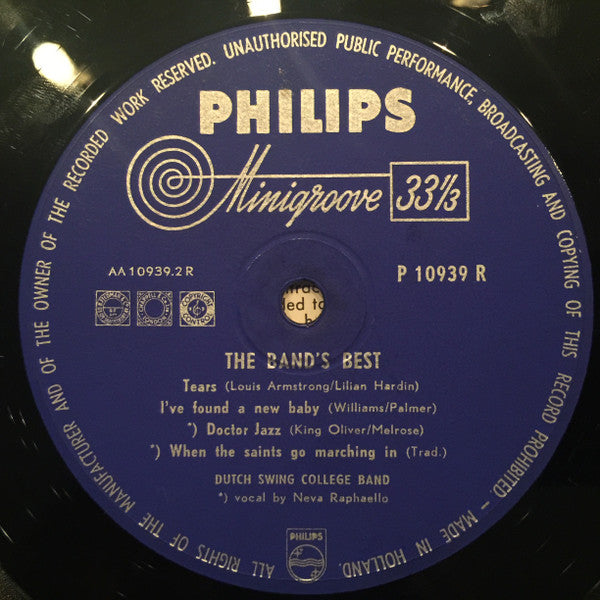 ALL RIGHTS OF THE MANUFACTURER AND OF THE OWNER OF THE RECORDED WORK RESERVED. UNAUTHORISED PUBLIC PERFORMANCE, BROADCASTING AND COPYING OF THIS RECORD PROHIBITED. – MADE IN HOLLAND.
PHILIPS
Minigroove 33⅓
AA 10939.2 R
P 10939 R
COPYRIGHT CONTROL
THE BAND'S BEST
Tears (Louis Armstrong/Lilian Hardin)
I've found a new baby (Williams/Palmer)
*) Doctor Jazz (King Oliver/Melrose)
*) When the saints go marching in (Trad.)
DUTCH SWING COLLEGE BAND
*) vocal by Neva Raphaello
PHILIPS